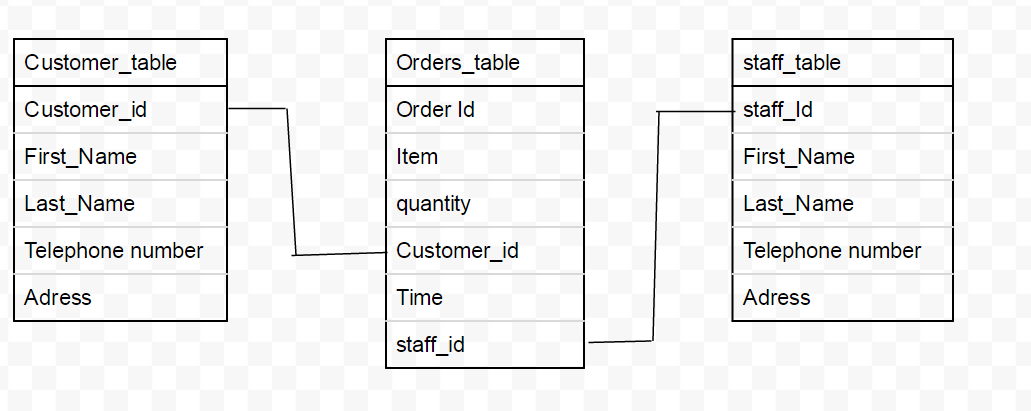 Customer_table
Customer_id
First_Name
Last_Name
Telephone number
Adress
Orders_table
Order Id
Item
quantity
Customer_id
Time
staff_id
staff_table
staff_Id
First_Name
Last_Name
Telephone number
Adress